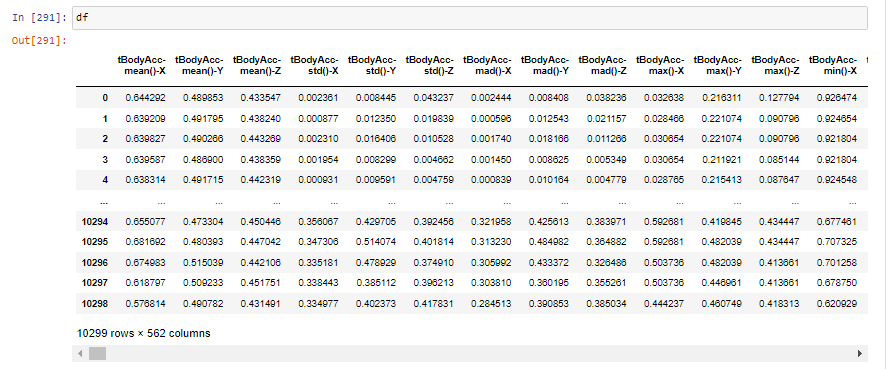 In [291]: df
Out[291]:
tBodyAcc-mean()-X tBodyAcc-mean()-Y tBodyAcc-mean()-Z tBodyAcc-std()-X tBodyAcc-std()-Y tBodyAcc-std()-Z tBodyAcc-mad()-X tBodyAcc-mad()-Y tBodyAcc-mad()-Z tBodyAcc-max()-X tBodyAcc-max()-Y tBodyAcc-max()-Z tBodyAcc-min()-X
0 0.644292 0.489853 0.433547 0.002361 0.008445 0.043237 0.002444 0.008408 0.038236 0.032638 0.216311 0.127794 0.926474
1 0.639209 0.491795 0.438240 0.000877 0.012350 0.019839 0.000596 0.012543 0.021157 0.028466 0.221074 0.090796 0.924654
2 0.639827 0.490266 0.443269 0.002310 0.016406 0.010528 0.001740 0.018166 0.011266 0.030654 0.221074 0.090796 0.921804
3 0.639587 0.486900 0.438359 0.001954 0.008299 0.004662 0.001450 0.008625 0.005349 0.030654 0.211921 0.085144 0.921804
4 0.638314 0.491715 0.442319 0.000931 0.009591 0.004759 0.000839 0.010164 0.004779 0.028765 0.215413 0.087647 0.924548
... ... ... ... ... ... ... ... ... ... ... ... ... ...
10294 0.655077 0.473304 0.450446 0.356067 0.429705 0.392456 0.321958 0.425613 0.383971 0.592681 0.419845 0.434447 0.677461
10295 0.681692 0.480393 0.447042 0.347306 0.514074 0.401814 0.313230 0.484982 0.364882 0.592681 0.482039 0.434447 0.707325
10296 0.674983 0.515039 0.442106 0.335181 0.478929 0.374910 0.305992 0.433372 0.326486 0.503736 0.482039 0.413661 0.701258
10297 0.618797 0.509233 0.451751 0.338443 0.385112 0.396213 0.303810 0.360195 0.355261 0.503736 0.446961 0.413661 0.678750
10298 0.576814 0.490782 0.431491 0.334977 0.402373 0.417831 0.284513 0.390853 0.385034 0.444237 0.460749 0.418313 0.620929
10299 rows × 562 columns